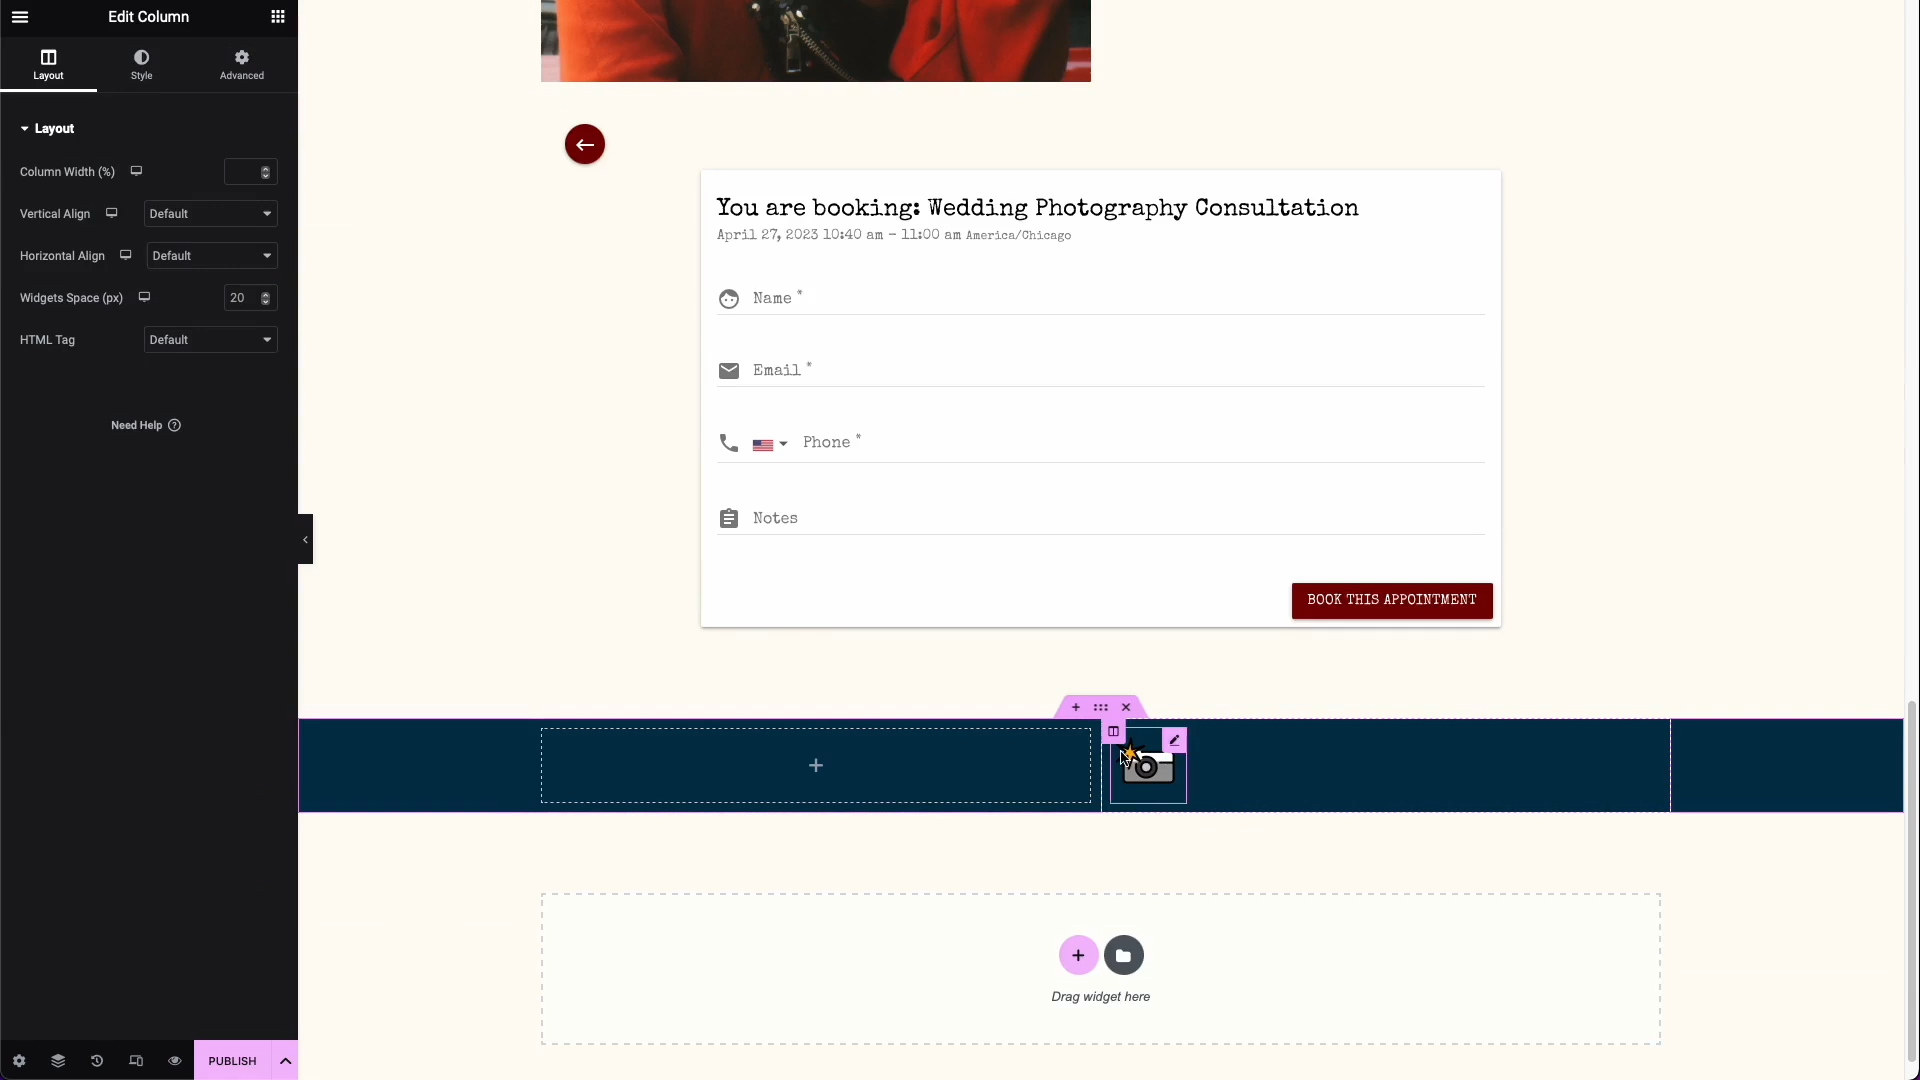 Edit Column
Layout
Style
Advanced
Layout
Column Width (%)
Vertical Align
Default
Horizontal Align
Default
Widgets Space (px)
20
HTML Tag
Default
Need Help
PUBLISH
You are booking: Wedding Photography Consultation
April 27, 2023 10:40 am - 11:00 am America/Chicago
Name *
Email *
Phone *
Notes
BOOK THIS APPOINTMENT
Drag widget here